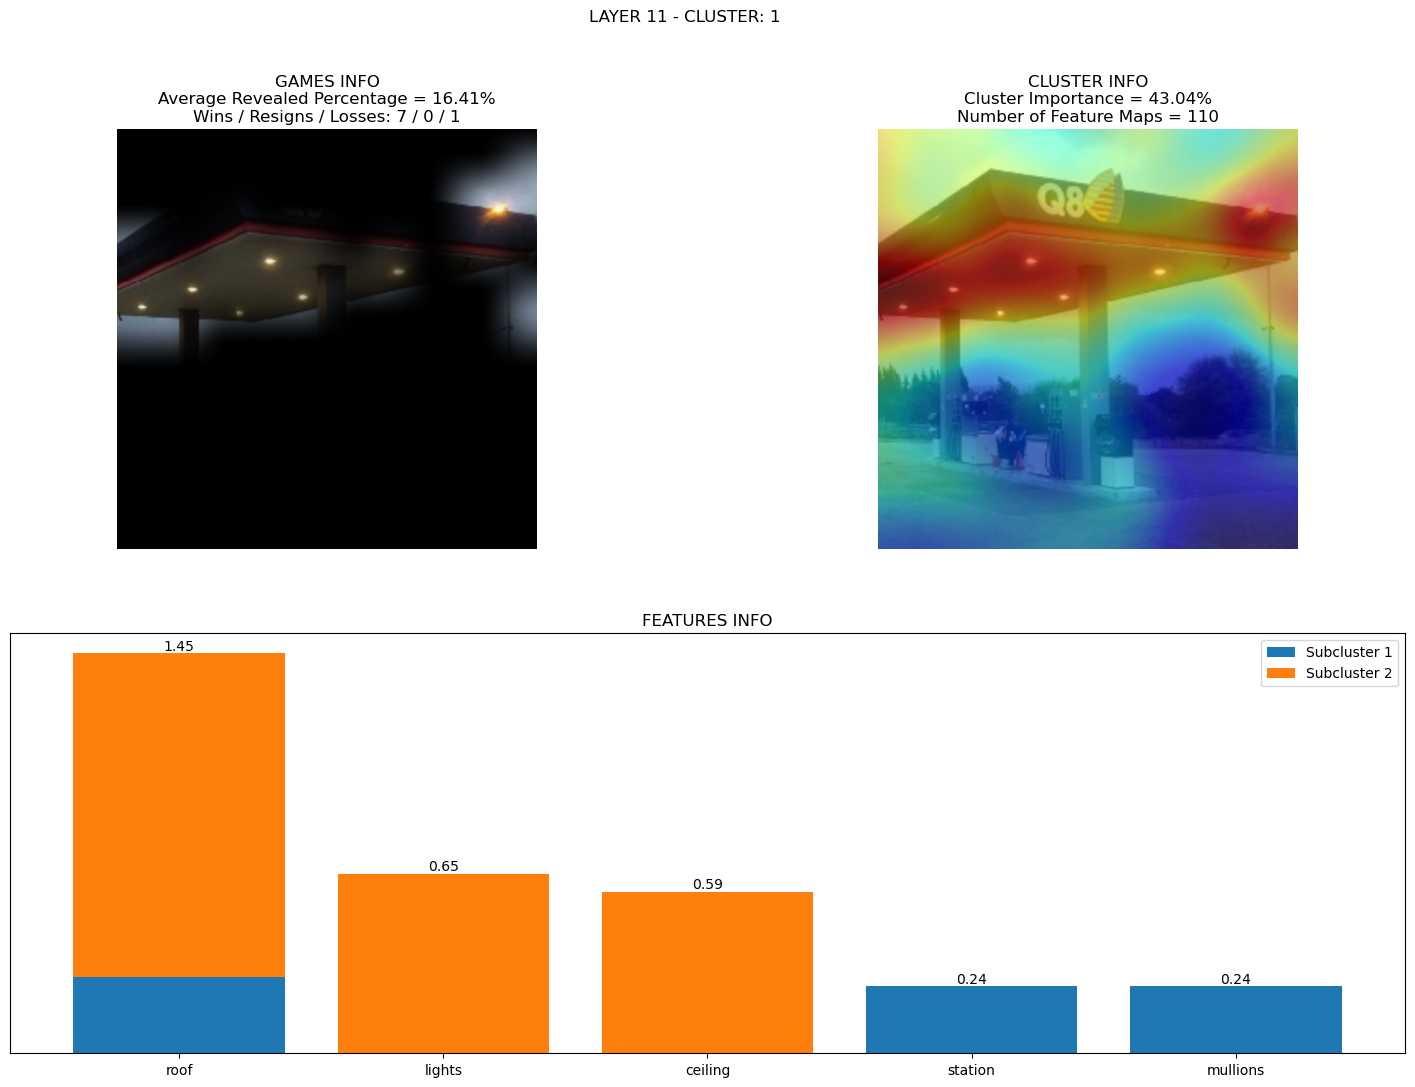 LAYER 11 - CLUSTER: 1
GAMES INFO
Average Revealed Percentage = 16.41%
Wins / Resigns / Losses: 7 / 0 / 1
CLUSTER INFO
Cluster Importance = 43.04%
Number of Feature Maps = 110
Q8
FEATURES INFO
1.45
0.65
0.59
0.24
0.24
Subcluster 1
Subcluster 2
roof
lights
ceiling
station
mullions